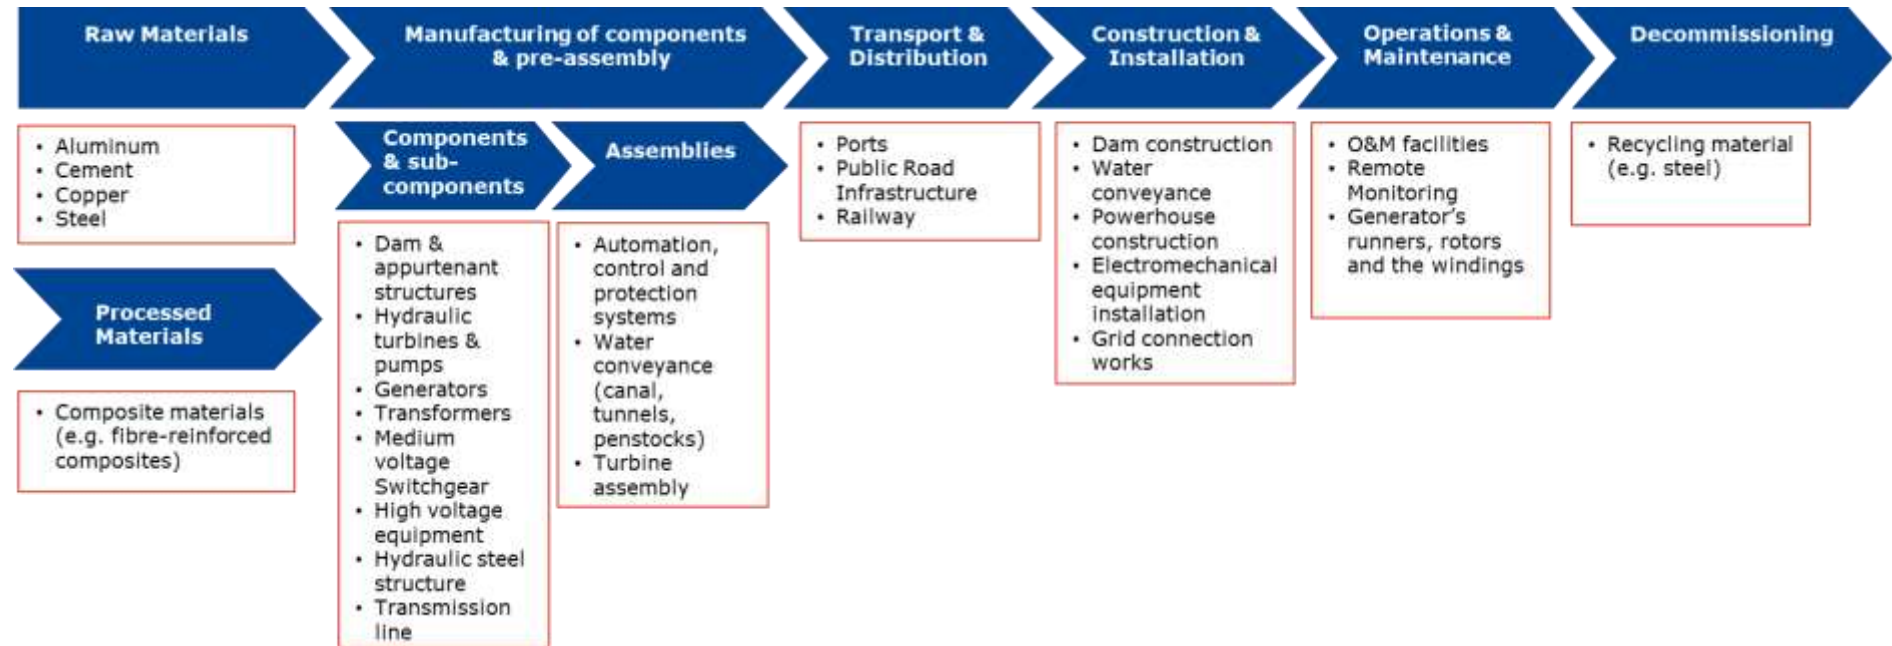 Raw Materials
Manufacturing of components
& pre-assembly
Transport &
Distribution
Construction &
Installation
Operations &
Maintenance
Decommissioning
• Aluminum
• Cement
• Copper
• Steel
Processed
Materials
• Composite materials
(e.g. fibre-reinforced
composites)
Components
& sub-
components
• Dam &
appurtenant
structures
• Hydraulic
turbines &
pumps
• Generators
• Transformers
• Medium
voltage
Switchgear
• High voltage
equipment
• Hydraulic steel
structure
• Transmission
line
Assemblies
• Automation,
control and
protection
systems
• Water
conveyance
(canal,
tunnels,
penstocks)
• Turbine
assembly
• Ports
• Public Road
Infrastructure
• Railway
• Dam construction
• Water
conveyance
• Powerhouse
construction
• Electromechanical
equipment
installation
• Grid connection
works
• O&M facilities
• Remote
Monitoring
• Generator's
runners, rotors
and the windings
• Recycling material
(e.g. steel)